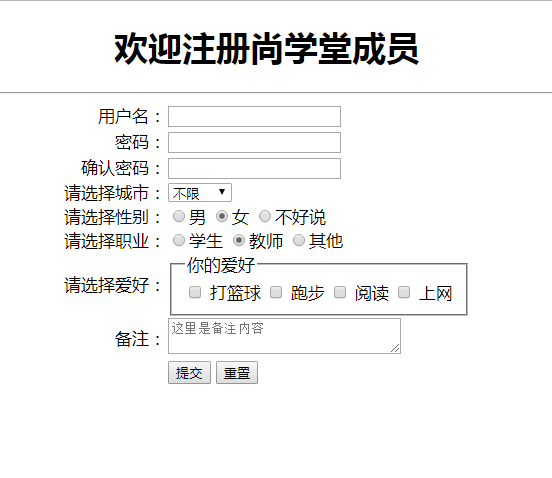 欢迎注册尚学堂成员
用户名：
密码：
确认密码：
请选择城市： 不限
请选择性别： 男 女 不好说
请选择职业： 学生 教师 其他
你的爱好
请选择爱好： 打篮球 跑步 阅读 上网
备注： 这里是备注内容
提交 重置